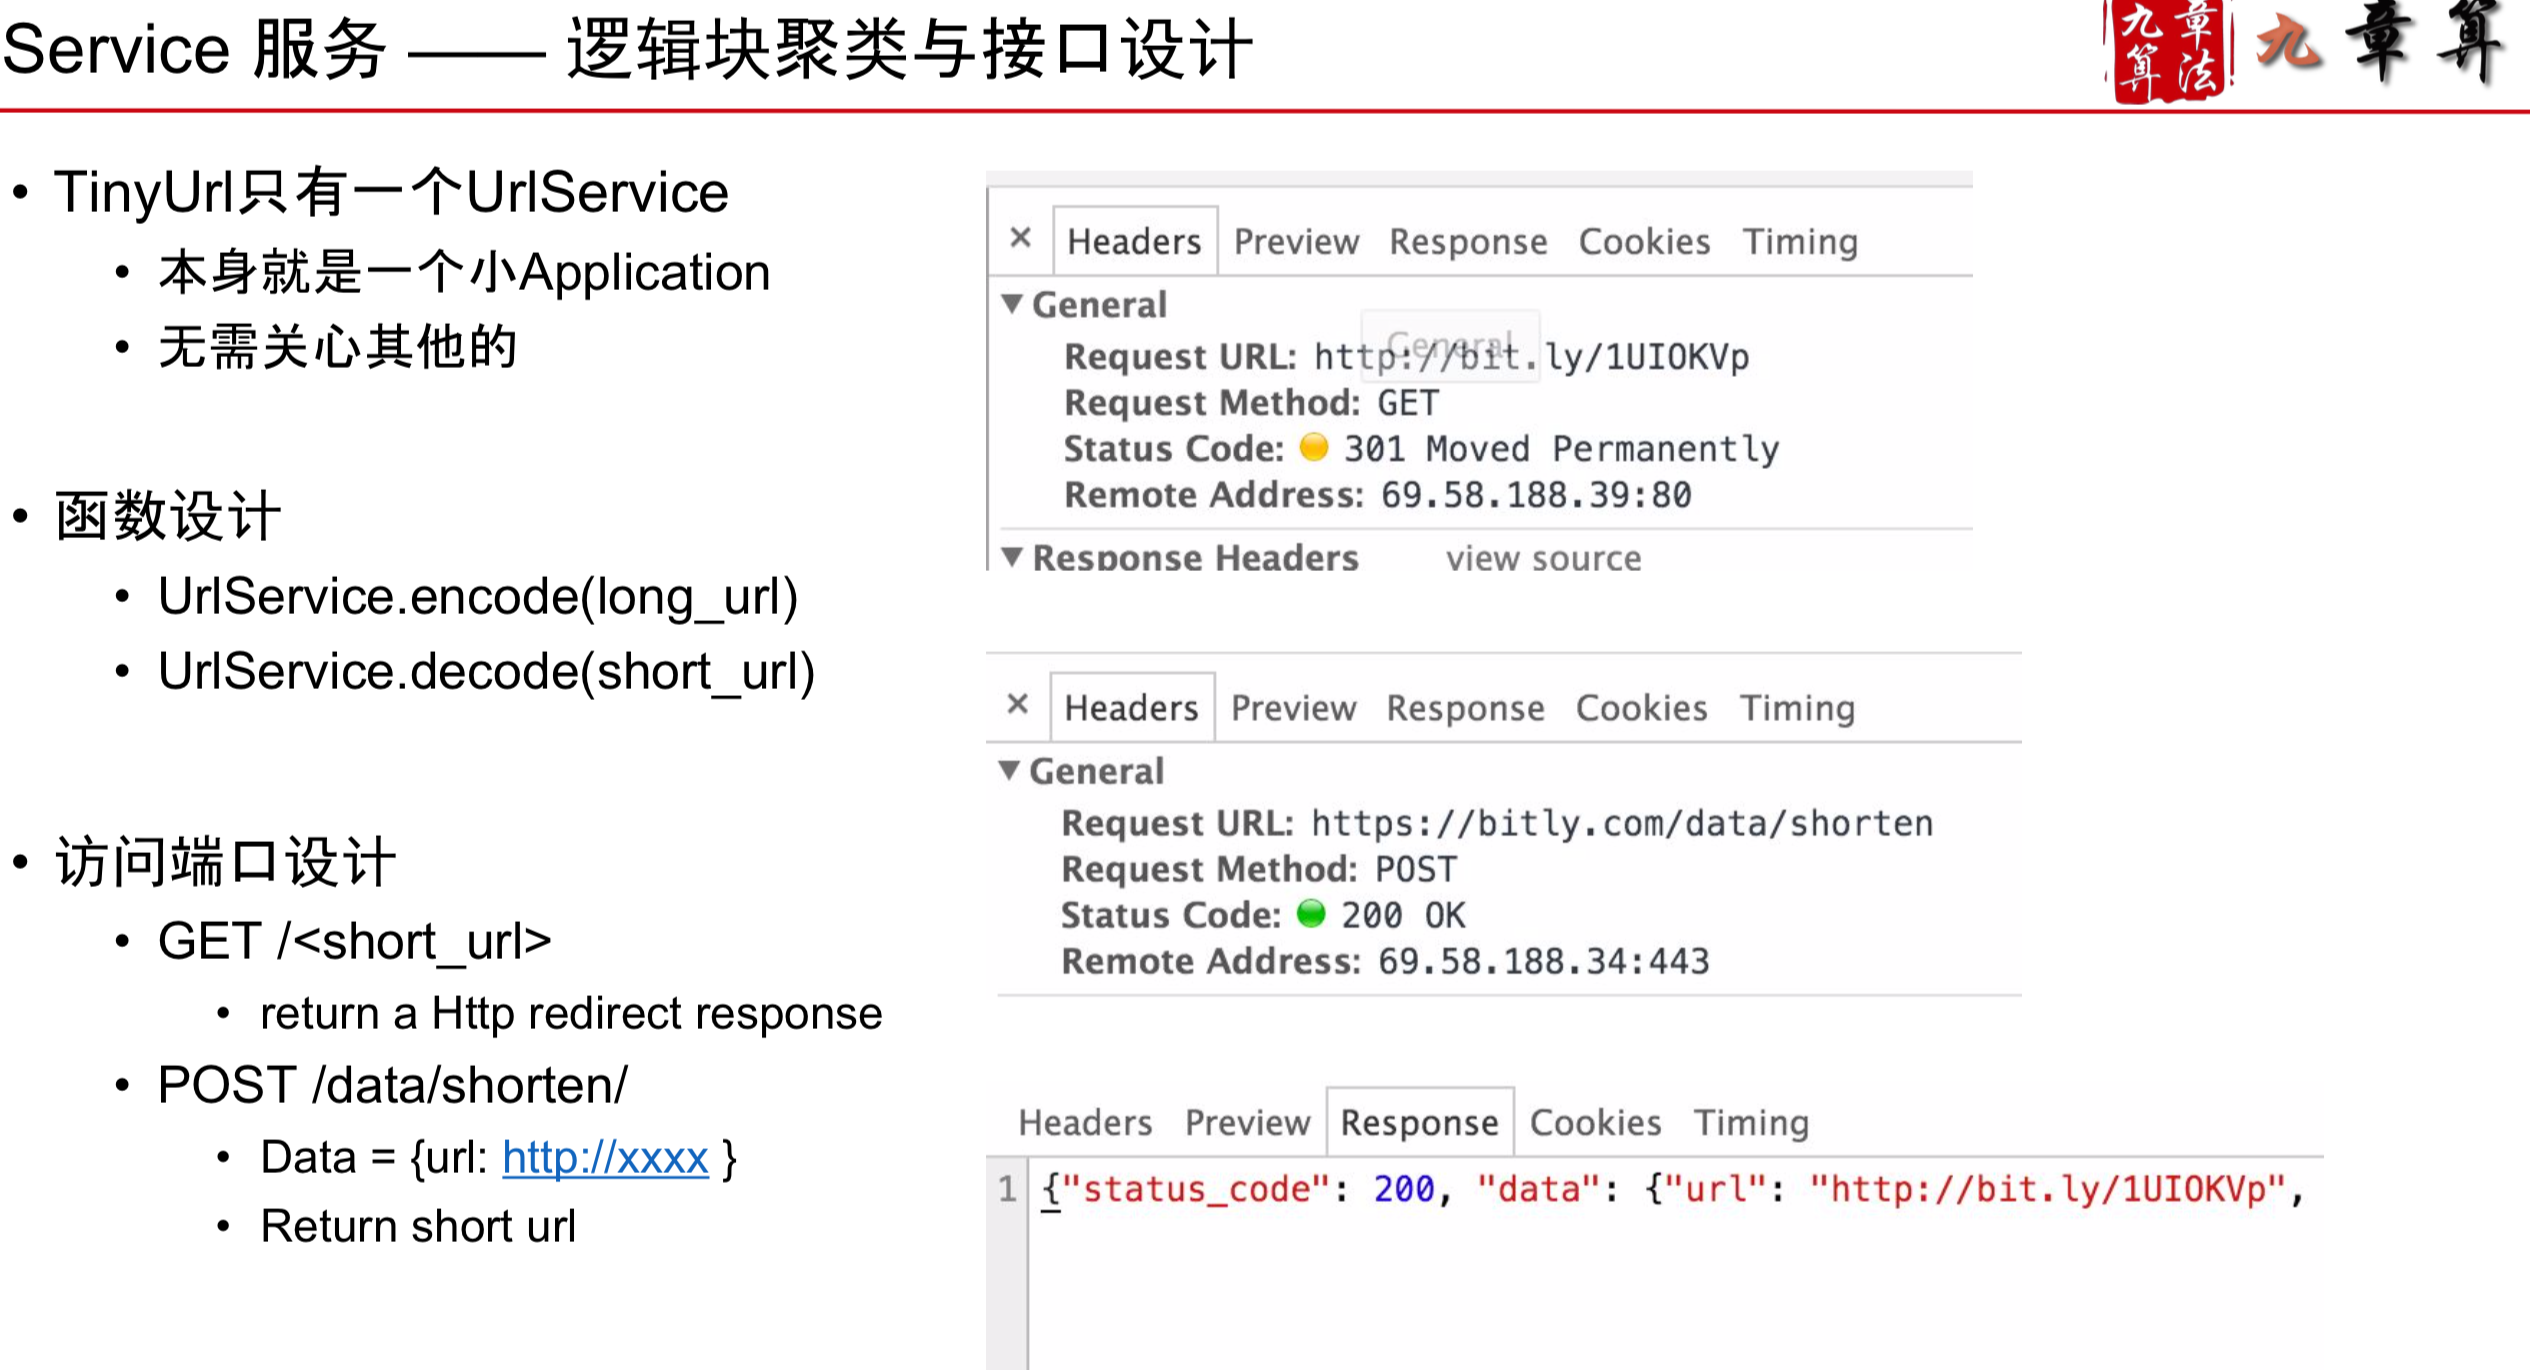 Service 服务 —— 逻辑块聚类与接口设计
九章算法
九章算
• TinyUrl只有一个UrlService
• 本身就是一个小Application
• 无需关心其他的
• 函数设计
• UrlService.encode(long_url)
• UrlService.decode(short_url)
• 访问端口设计
• GET /<short_url>
• return a Http redirect response
• POST /data/shorten/
• Data = {url: http://xxxx }
• Return short url
× Headers Preview Response Cookies Timing
▼ General
General
Request URL: http://bit.ly/1UIOKVp
Request Method: GET
Status Code: 301 Moved Permanently
Remote Address: 69.58.188.39:80
▼ Response Headers view source
× Headers Preview Response Cookies Timing
▼ General
Request URL: https://bitly.com/data/shorten
Request Method: POST
Status Code: 200 OK
Remote Address: 69.58.188.34:443
Headers Preview Response Cookies Timing
1 {"status_code": 200, "data": {"url": "http://bit.ly/1UIOKVp",